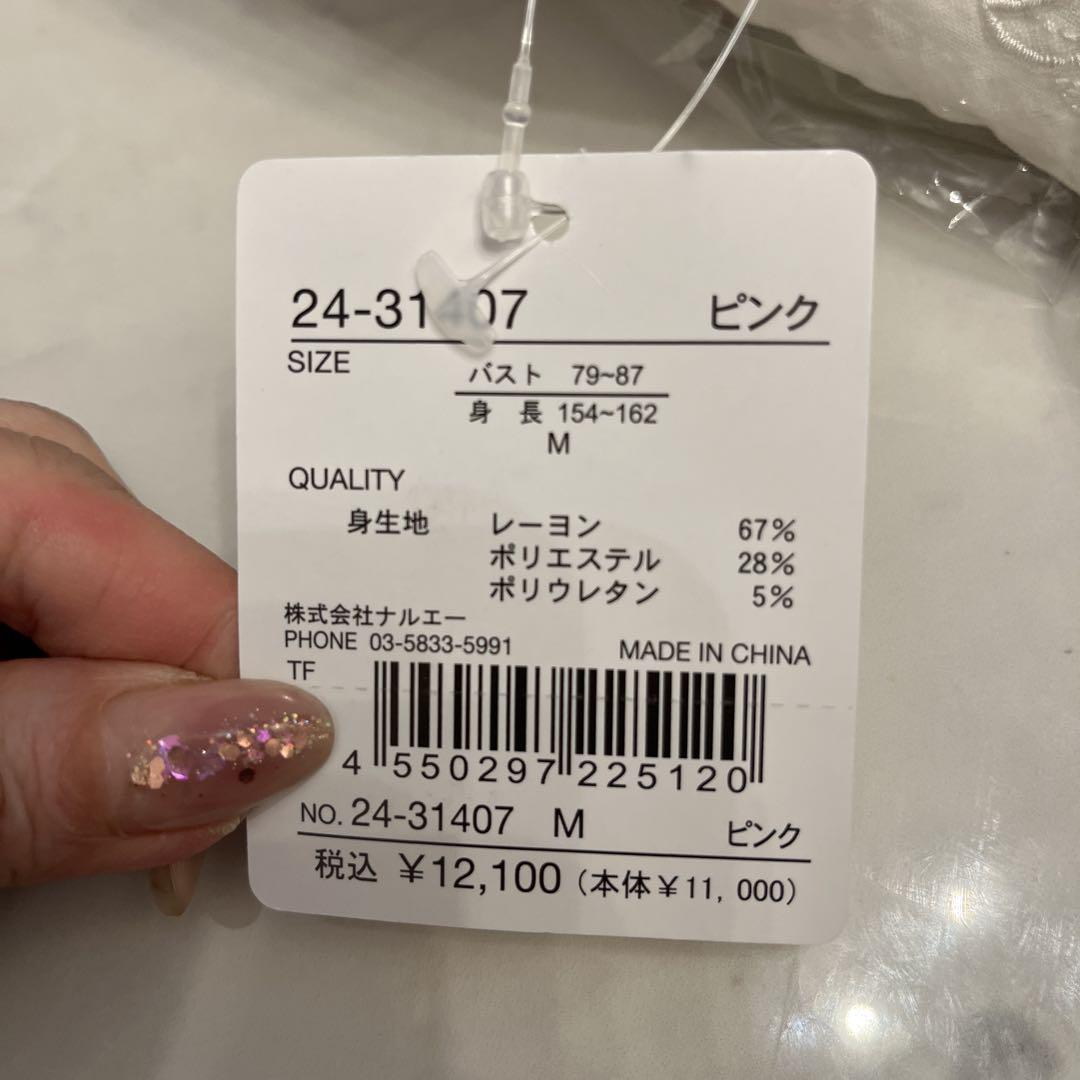 24-31407 ピンク
SIZE
バスト 79~87
身 長 154~162
M
QUALITY
身生地 レーヨン 67%
ポリエステル 28%
ポリウレタン 5%
株式会社ナルエー
PHONE 03-5833-5991 MADE IN CHINA
TF
4 550297 225120
NO. 24-31407 M ピンク
税込 ¥12,100 (本体¥11, 000)